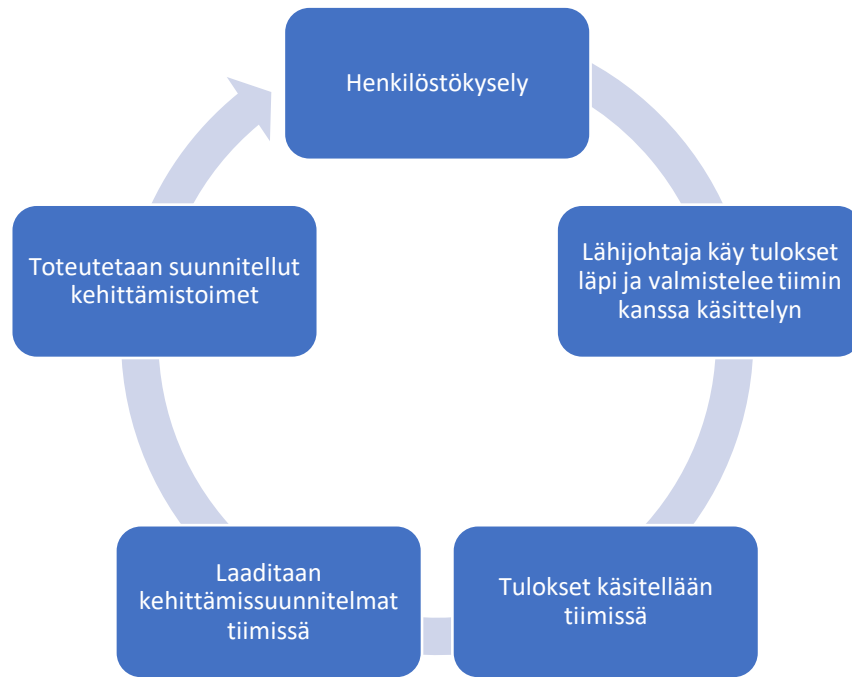 Henkilöstökysely
Lähijohtaja käy tulokset
läpi ja valmistelee tiimin
kanssa käsittelyn
Tulokset käsitellään
tiimissä
Laaditaan
kehittämissuunnitelmat
tiimissä
Toteutetaan suunnitellut
kehittämistoimet